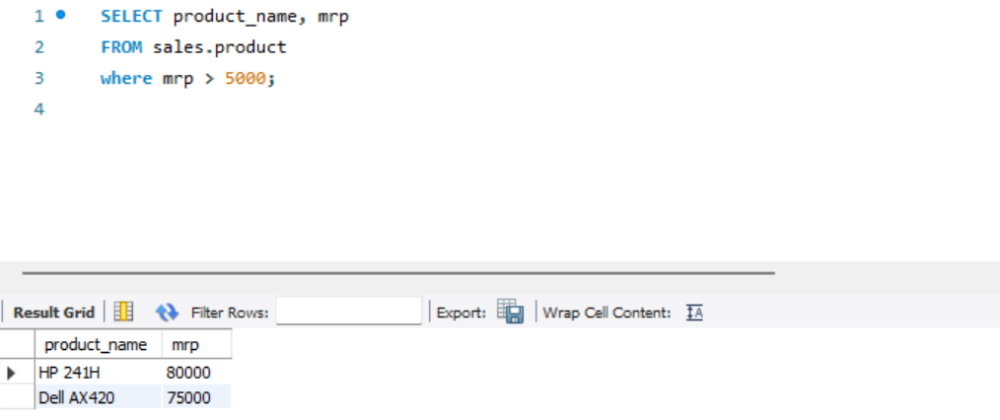 1 SELECT product_name, mrp
2 FROM sales.product
3 where mrp > 5000;
4
Result Grid Filter Rows: Export: Wrap Cell Content: IA
product_name mrp
HP 241H 80000
Dell AX420 75000